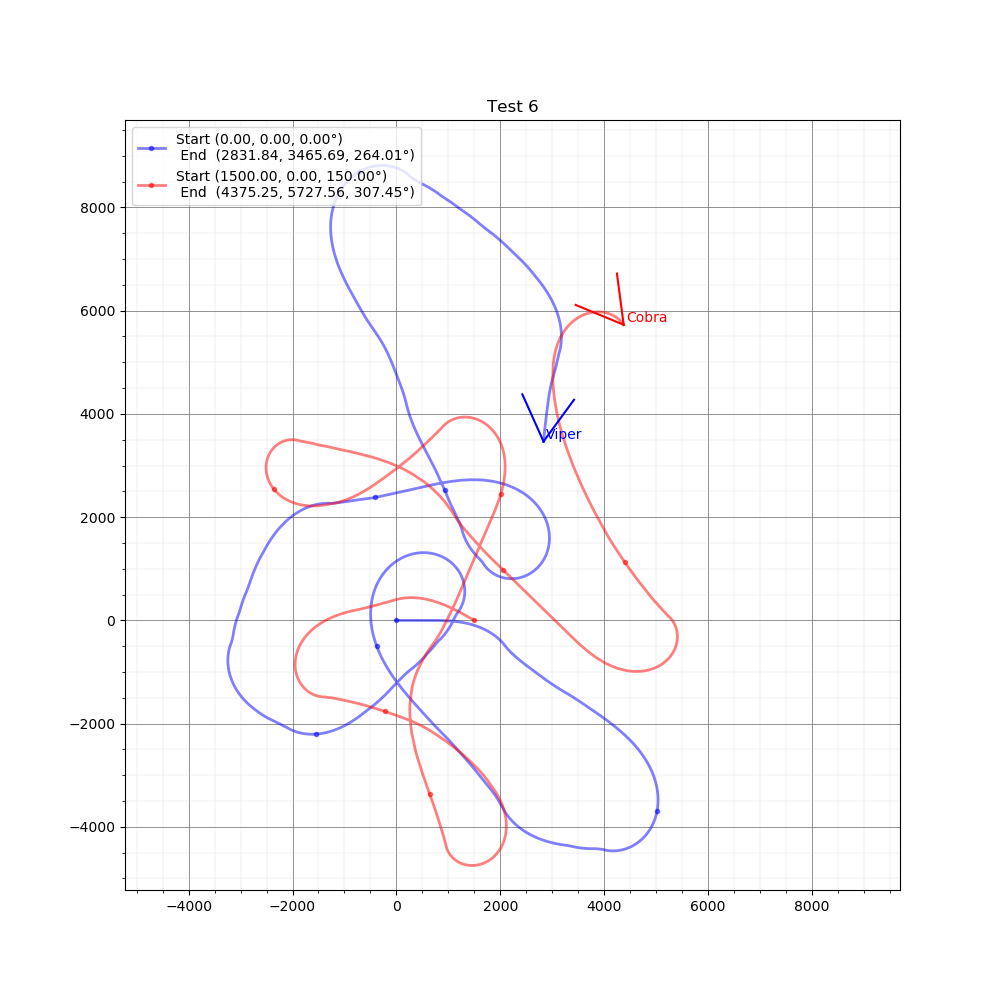 Test 6
Start (0.00, 0.00, 0.00°)
End (2831.84, 3465.69, 264.01°)
Start (1500.00, 0.00, 150.00°)
End (4375.25, 5727.56, 307.45°)
8000
6000
Cobra
4000
Viper
2000
0
−2000
−4000
−4000 −2000 0 2000 4000 6000 8000